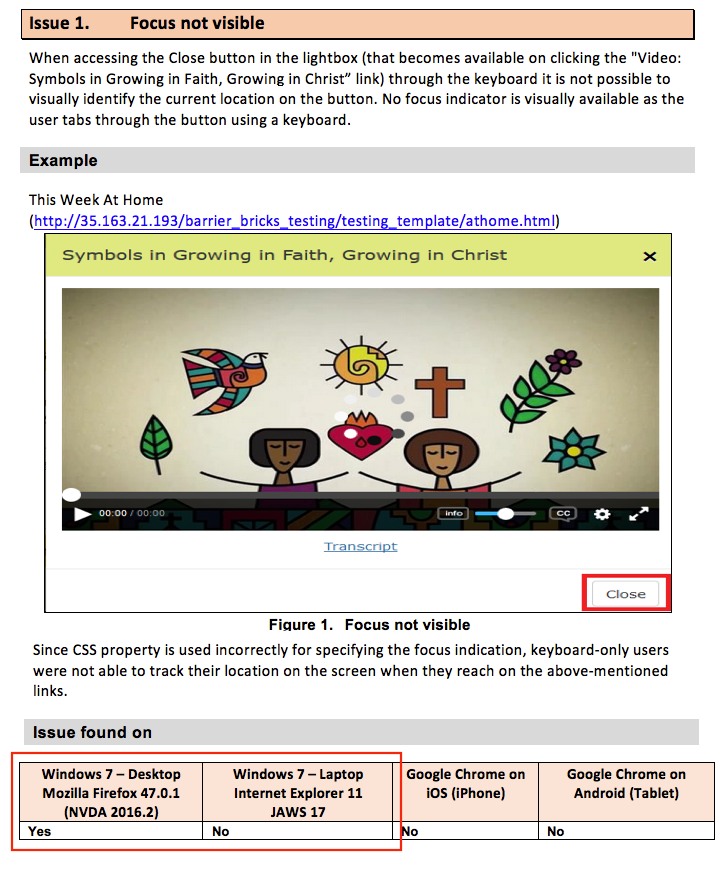 Issue 1. Focus not visible
When accessing the Close button in the lightbox (that becomes available on clicking the "Video:
Symbols in Growing in Faith, Growing in Christ” link) through the keyboard it is not possible to
visually identify the current location on the button. No focus indicator is visually available as the
user tabs through the button using a keyboard.
Example
This Week At Home
(http://35.163.21.193/barrier_bricks_testing/testing_template/athome.html)
Symbols in Growing in Faith, Growing in Christ ×
00:00 / 00:00 info CC
Transcript
Close
Figure 1. Focus not visible
Since CSS property is used incorrectly for specifying the focus indication, keyboard-only users
were not able to track their location on the screen when they reach on the above-mentioned
links.
Issue found on
Windows 7 – Desktop
Mozilla Firefox 47.0.1
(NVDA 2016.2)
Windows 7 – Laptop
Internet Explorer 11
JAWS 17
Google Chrome on
iOS (iPhone)
Google Chrome on
Android (Tablet)
Yes No No No